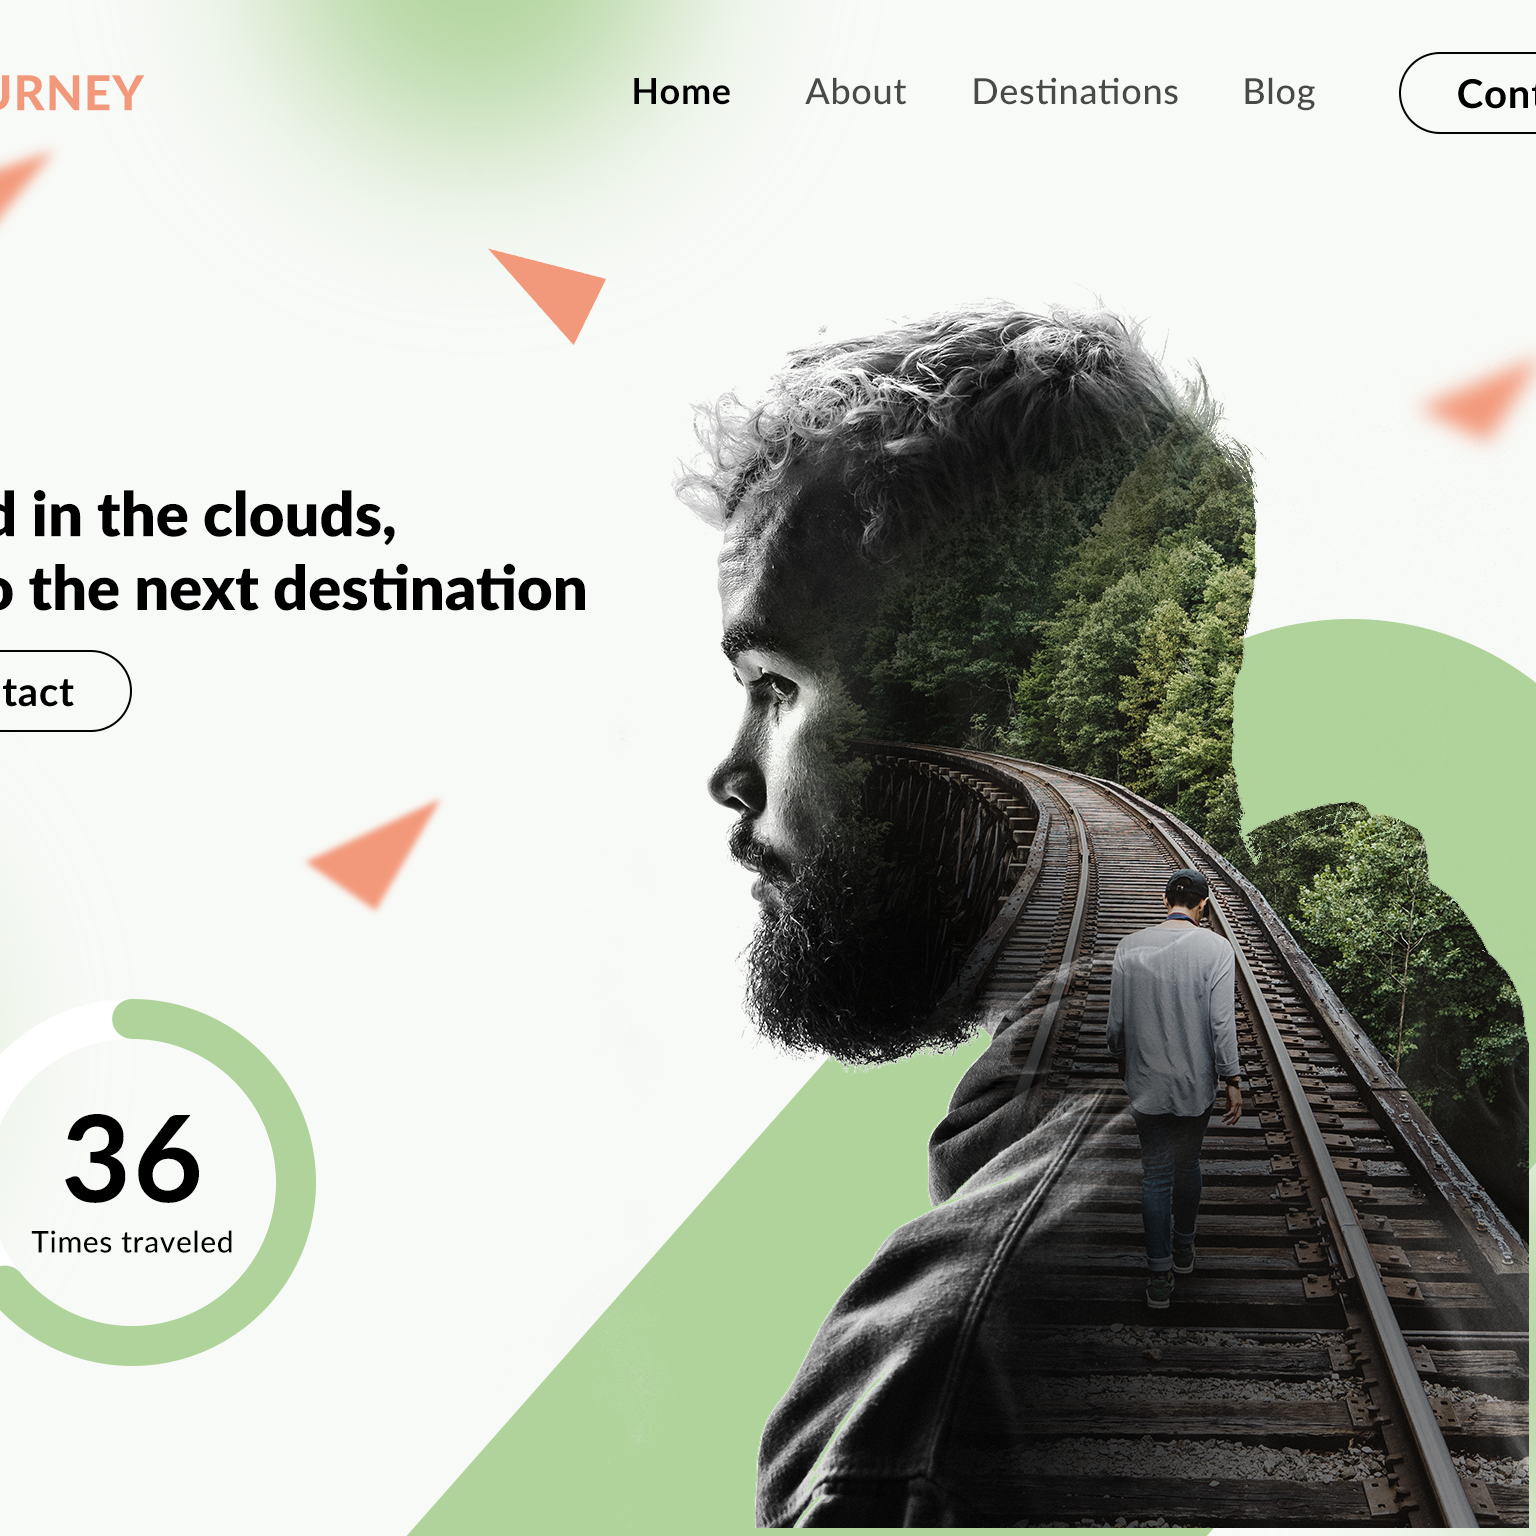 URNEY
Home About Destinations Blog Cont
d in the clouds,
o the next destination
tact
36
Times traveled